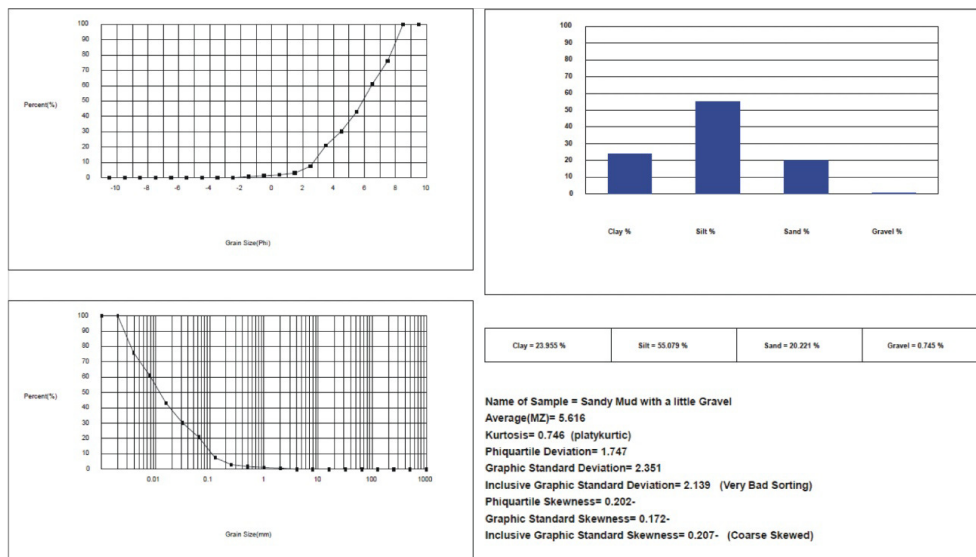 100
90
80
70
60
50
40
30
20
10
0
Percent(%)
-10 -8 -6 -4 -2 0 2 4 6 8 10
Grain Size(Phi)
100
90
80
70
60
50
40
30
20
10
0
Clay % Silt % Sand % Gravel %
100
90
80
70
60
50
40
30
20
10
0
Percent(%)
0.01 0.1 1 10 100 1000
Grain Size(mm)
Clay = 23.955 % Silt = 55.079 % Sand = 20.221 % Gravel = 0.745 %
Name of Sample = Sandy Mud with a little Gravel
Average(MZ)= 5.616
Kurtosis= 0.746 (platykurtic)
Phiquartile Deviation= 1.747
Graphic Standard Deviation= 2.351
Inclusive Graphic Standard Deviation= 2.139 (Very Bad Sorting)
Phiquartile Skewness= 0.202-
Graphic Standard Skewness= 0.172-
Inclusive Graphic Standard Skewness= 0.207- (Coarse Skewed)